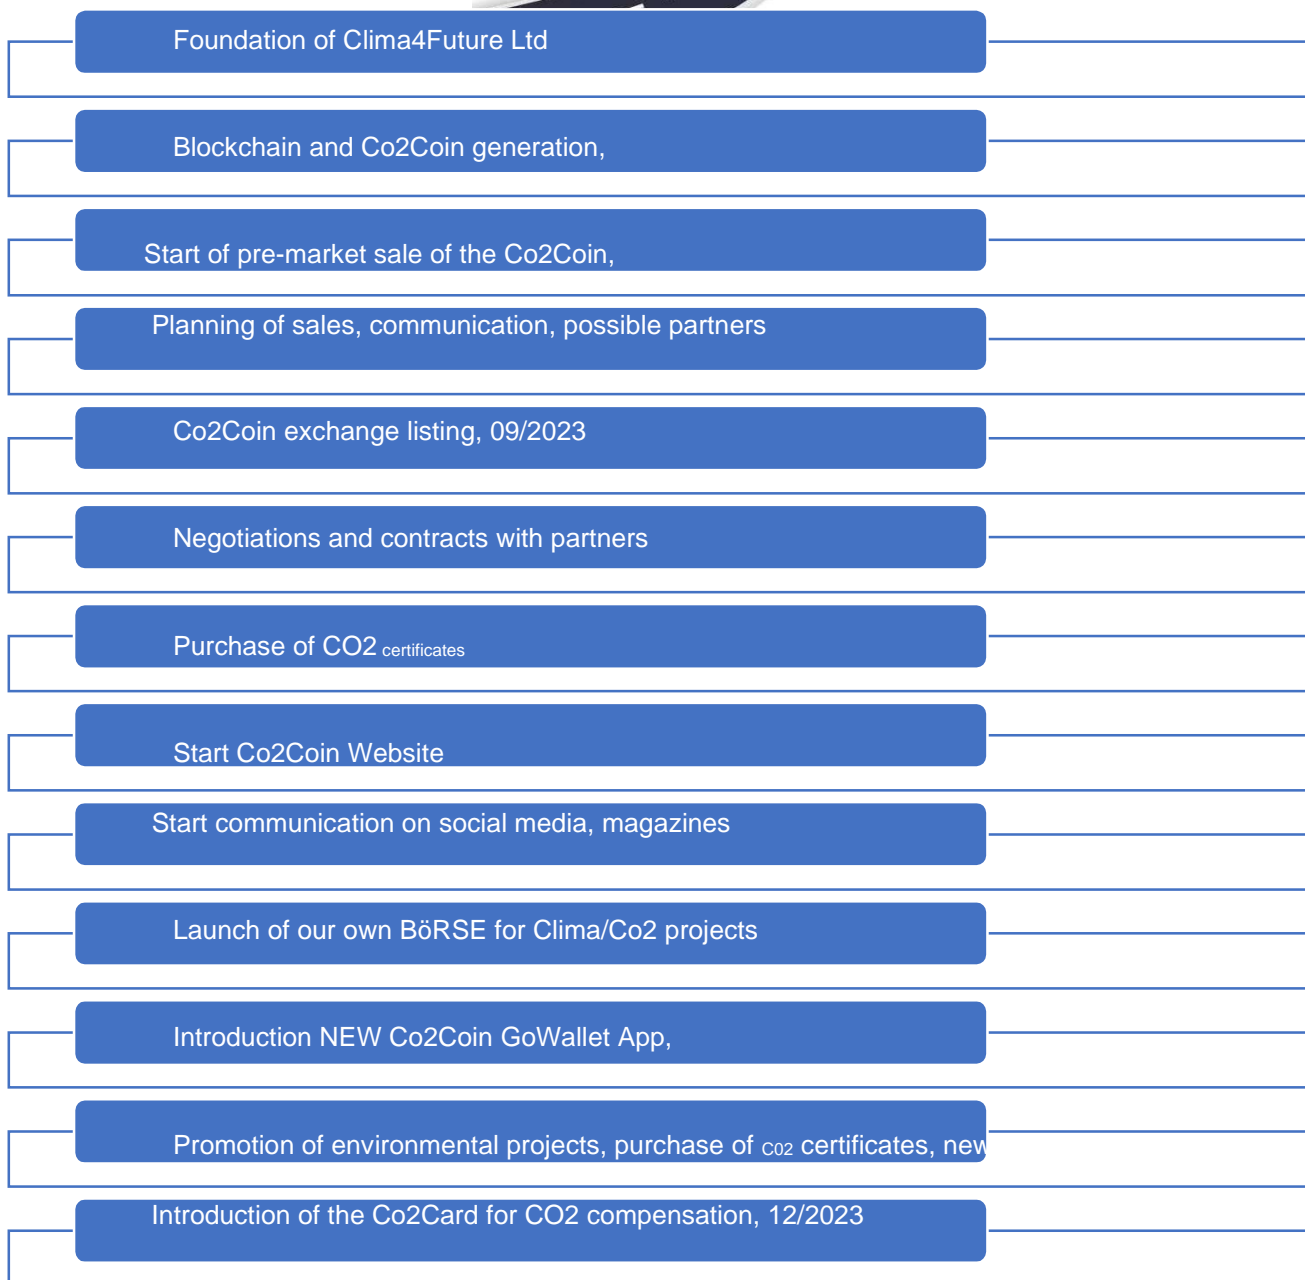 Foundation of Clima4Future Ltd
Blockchain and Co2Coin generation,
Start of pre-market sale of the Co2Coin,
Planning of sales, communication, possible partners
Co2Coin exchange listing, 09/2023
Negotiations and contracts with partners
Purchase of CO2 certificates
Start Co2Coin Website
Start communication on social media, magazines
Launch of our own BöRSE for Clima/Co2 projects
Introduction NEW Co2Coin GoWallet App,
Promotion of environmental projects, purchase of C02 certificates, new
Introduction of the Co2Card for CO2 compensation, 12/2023